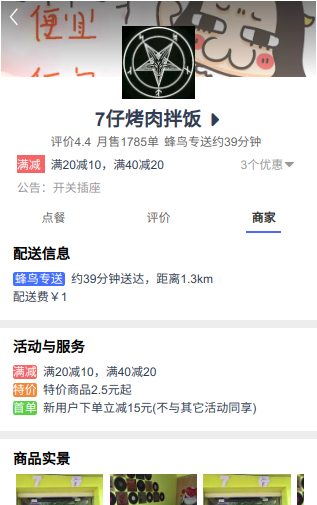 便宜
7仔烤肉拌饭
评价4.4 月售1785单 蜂鸟专送约39分钟
满减 满20减10，满40减20 3个优惠
公告：开关插座
点餐 评价 商家
配送信息
蜂鸟专送 约39分钟送达，距离1.3km
配送费￥1
活动与服务
满减 满20减10，满40减20
特价 特价商品2.5元起
首单 新用户下单立减15元(不与其它活动同享)
商品实景
7 仔 7 仔